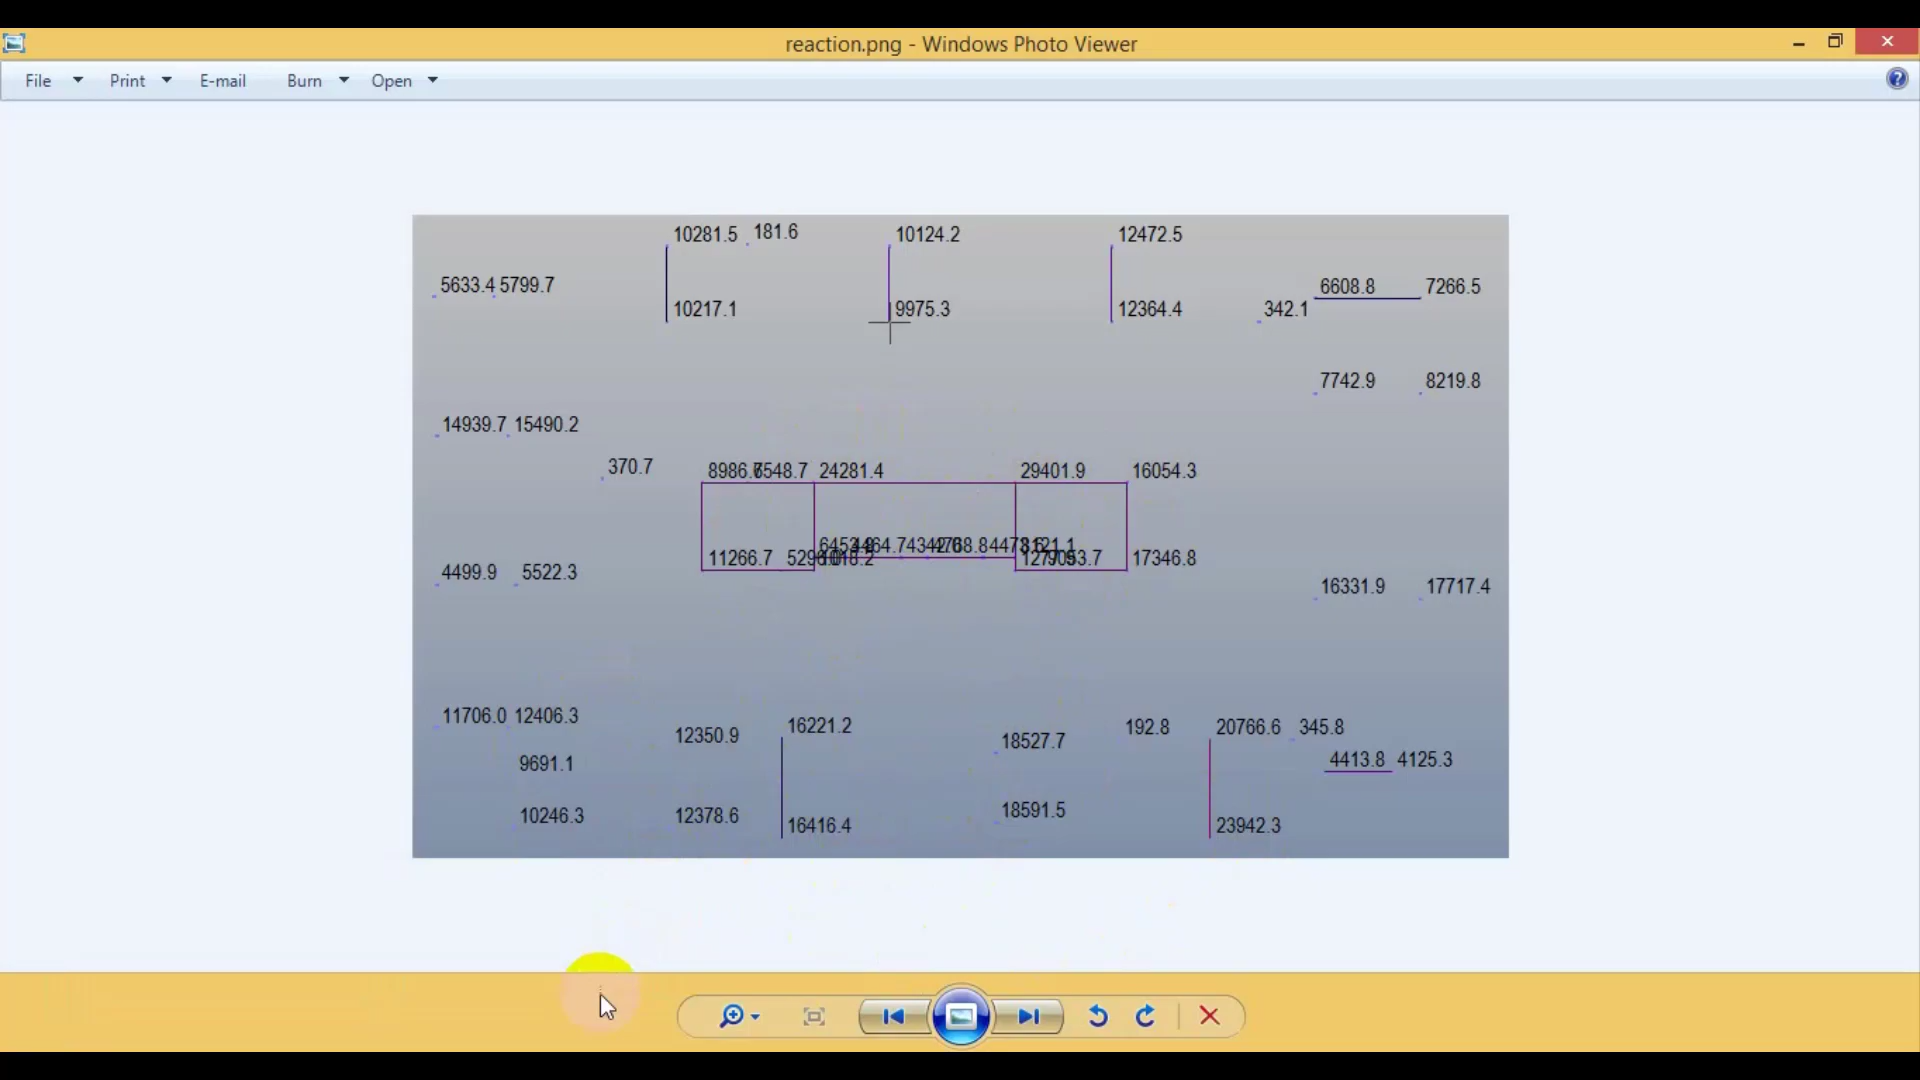 reaction.png - Windows Photo Viewer
File Print E-mail Burn Open
10281.5 181.6 10124.2 12472.5
5633.4 5799.7 6608.8 7266.5
10217.1 9975.3 12364.4 342.1
7742.9 8219.8
14939.7 15490.2
370.7 24281.4 29401.9 16054.3
11266.7 17346.8
4499.9 5522.3 16331.9 17717.4
11706.0 12406.3 12350.9 16221.2 18527.7 192.8 20766.6 345.8
9691.1 4413.8 4125.3
10246.3 12378.6 16416.4 18591.5 23942.3